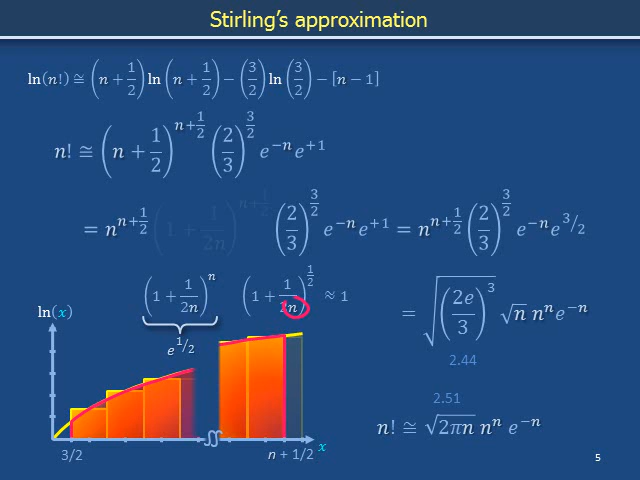 Stirling's approximation
ln(n!) ≅ (n + 1/2) ln (n + 1/2) − (3/2) ln (3/2) − [n − 1]
n! ≅ (n + 1/2)^(n+1/2) (2/3)^(3/2) e^(−n) e^(+1)
= n^(n+1/2) (1 + 1/2n)^(n+1/2) (2/3)^(3/2) e^(−n) e^(+1) = n^(n+1/2) (2/3)^(3/2) e^(−n) e^(3/2)
(1 + 1/2n)^n (1 + 1/2n)^(1/2) ≈ 1
e^(1/2)
= √((2e/3)^3) √n n^n e^(−n)
2.44
2.51
n! ≅ √(2πn) n^n e^(−n)
ln(x)
3/2 n + 1/2 x
5